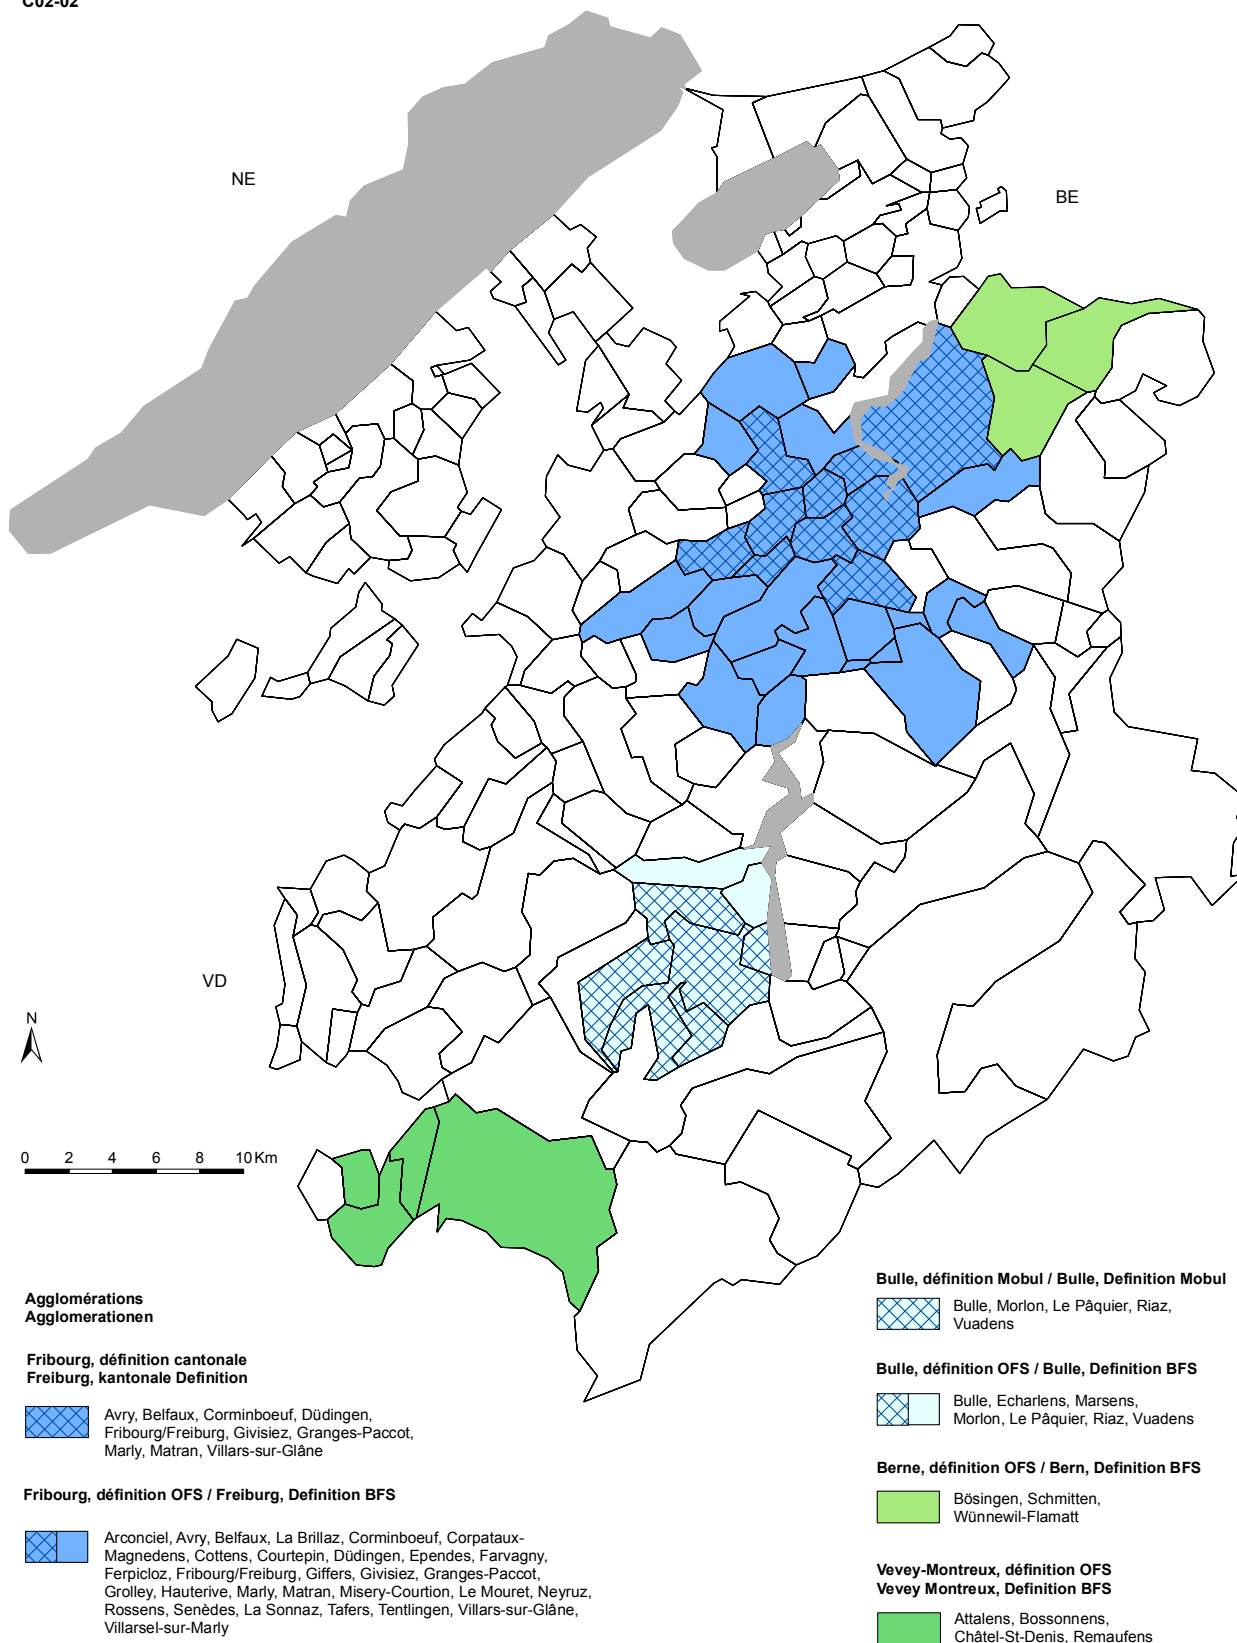 C02-02
NE
BE
VD
N
0 2 4 6 8 10 Km
Agglomérations
Agglomerationen
Fribourg, définition cantonale
Freiburg, kantonale Definition
Avry, Belfaux, Corminboeuf, Düdingen,
Fribourg/Freiburg, Givisiez, Granges-Paccot,
Marly, Matran, Villars-sur-Glâne
Fribourg, définition OFS / Freiburg, Definition BFS
Arconciel, Avry, Belfaux, La Brillaz, Corminboeuf, Corpataux-
Magnedens, Cottens, Courtepin, Düdingen, Ependes, Farvagny,
Ferpicloz, Fribourg/Freiburg, Giffers, Givisiez, Granges-Paccot,
Grolley, Hauterive, Marly, Matran, Misery-Courtion, Le Mouret, Neyruz,
Rossens, Senèdes, La Sonnaz, Tafers, Tentlingen, Villars-sur-Glâne,
Villarsel-sur-Marly
Bulle, définition Mobul / Bulle, Definition Mobul
Bulle, Morlon, Le Pâquier, Riaz,
Vuadens
Bulle, définition OFS / Bulle, Definition BFS
Bulle, Echarlens, Marsens,
Morlon, Le Pâquier, Riaz, Vuadens
Berne, définition OFS / Bern, Definition BFS
Bösingen, Schmitten,
Wünnewil-Flamatt
Vevey-Montreux, définition OFS
Vevey Montreux, Definition BFS
Attalens, Bossonnens,
Châtel-St-Denis, Remaufens